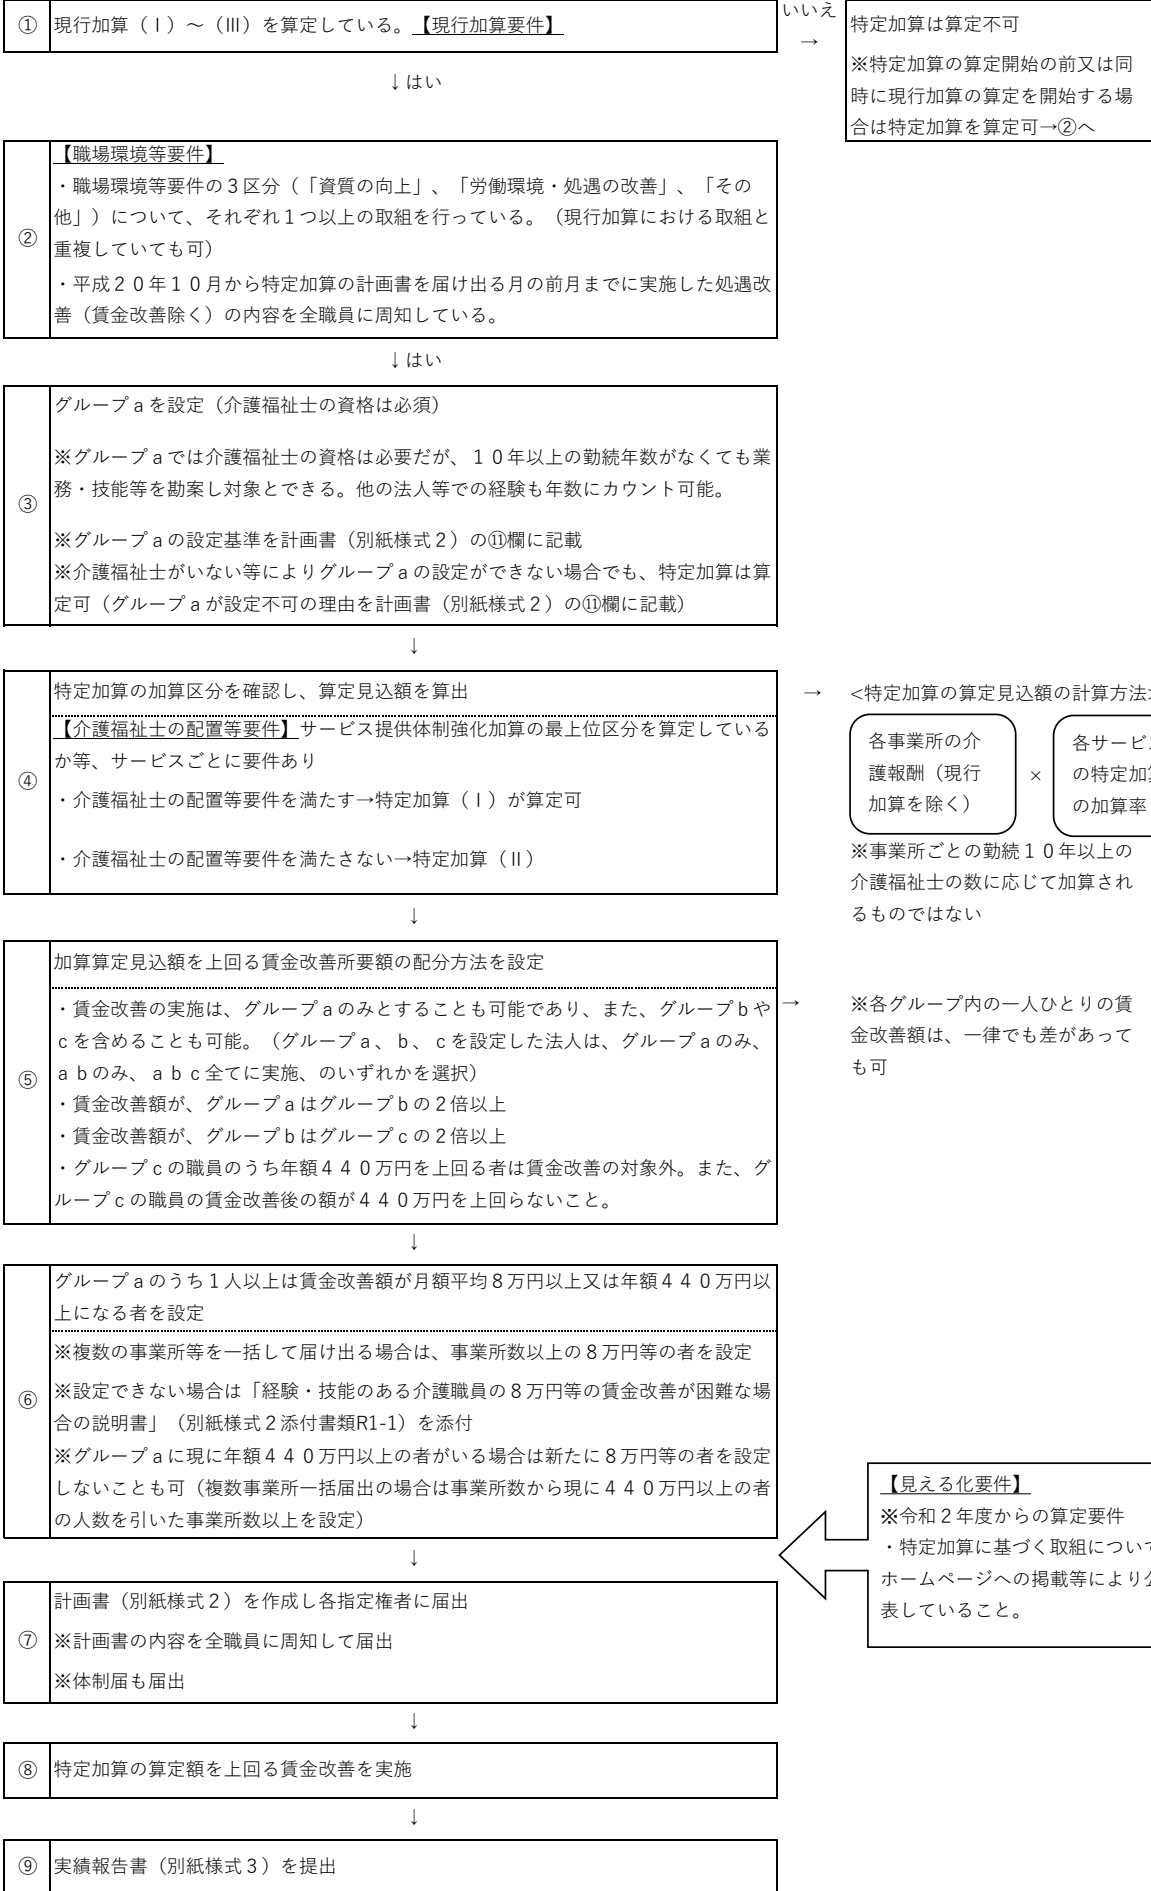 ① 現行加算（Ⅰ）～（Ⅲ）を算定している。【現行加算要件】
いいえ
→
特定加算は算定不可
※特定加算の算定開始の前又は同
時に現行加算の算定を開始する場
合は特定加算を算定可→②へ
↓はい
②
【職場環境等要件】
・職場環境等要件の３区分（「資質の向上」、「労働環境・処遇の改善」、「その
他」）について、それぞれ１つ以上の取組を行っている。（現行加算における取組と
重複していても可）
・平成２０年１０月から特定加算の計画書を届け出る月の前月までに実施した処遇改
善（賃金改善除く）の内容を全職員に周知している。
↓はい
③
グループａを設定（介護福祉士の資格は必須）
※グループａでは介護福祉士の資格は必要だが、１０年以上の勤続年数がなくても業
務・技能等を勘案し対象とできる。他の法人等での経験も年数にカウント可能。
※グループａの設定基準を計画書（別紙様式２）の⑪欄に記載
※介護福祉士がいない等によりグループａの設定ができない場合でも、特定加算は算
定可（グループａが設定不可の理由を計画書（別紙様式２）の⑪欄に記載）
↓
④
特定加算の加算区分を確認し、算定見込額を算出
【介護福祉士の配置等要件】サービス提供体制強化加算の最上位区分を算定している
か等、サービスごとに要件あり
・介護福祉士の配置等要件を満たす→特定加算（Ⅰ）が算定可
・介護福祉士の配置等要件を満たさない→特定加算（Ⅱ）
→
<特定加算の算定見込額の計算方法
各事業所の介
護報酬（現行
加算を除く）
×
各サービ
の特定加
の加算率
※事業所ごとの勤続１０年以上の
介護福祉士の数に応じて加算され
るものではない
↓
⑤
加算算定見込額を上回る賃金改善所要額の配分方法を設定
・賃金改善の実施は、グループａのみとすることも可能であり、また、グループｂや
ｃを含めることも可能。（グループａ、ｂ、ｃを設定した法人は、グループａのみ、
ａｂのみ、ａｂｃ全てに実施、のいずれかを選択）
・賃金改善額が、グループａはグループｂの２倍以上
・賃金改善額が、グループｂはグループｃの２倍以上
・グループｃの職員のうち年額４４０万円を上回る者は賃金改善の対象外。また、グ
ループｃの職員の賃金改善後の額が４４０万円を上回らないこと。
→
※各グループ内の一人ひとりの賃
金改善額は、一律でも差があって
も可
↓
⑥
グループａのうち１人以上は賃金改善額が月額平均８万円以上又は年額４４０万円以
上になる者を設定
※複数の事業所等を一括して届け出る場合は、事業所数以上の８万円等の者を設定
※設定できない場合は「経験・技能のある介護職員の８万円等の賃金改善が困難な場
合の説明書」（別紙様式２添付書類R1-1）を添付
※グループａに現に年額４４０万円以上の者がいる場合は新たに８万円等の者を設定
しないことも可（複数事業所一括届出の場合は事業所数から現に４４０万円以上の者
の人数を引いた事業所数以上を設定）
【見える化要件】
※令和２年度からの算定要件
・特定加算に基づく取組につい
ホームページへの掲載等により
表していること。
↓
⑦
計画書（別紙様式２）を作成し各指定権者に届出
※計画書の内容を全職員に周知して届出
※体制届も届出
↓
⑧ 特定加算の算定額を上回る賃金改善を実施
↓
⑨ 実績報告書（別紙様式３）を提出